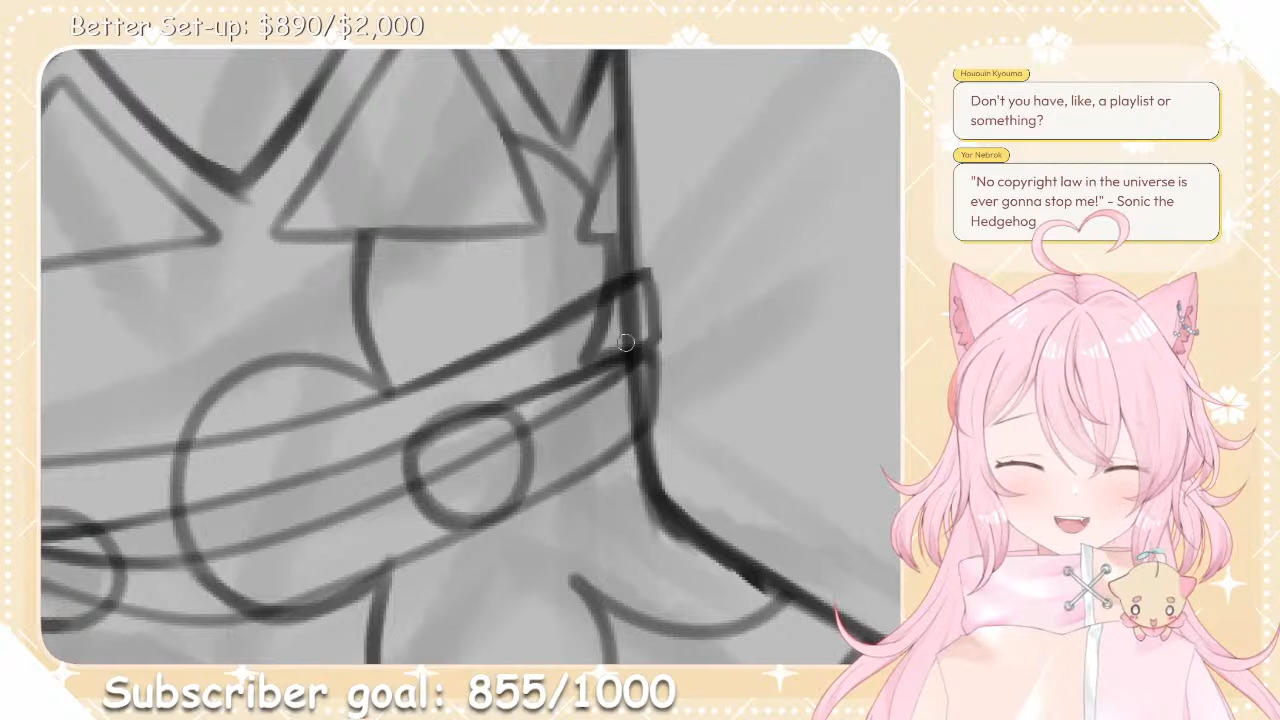 Better Set-up: $890/$2,000
Hououin Kyouma
Don't you have, like, a playlist or
something?
Yar Nebrok
"No copyright law in the universe is
ever gonna stop me!" - Sonic the
Hedgehog
Subscriber goal: 855/1000